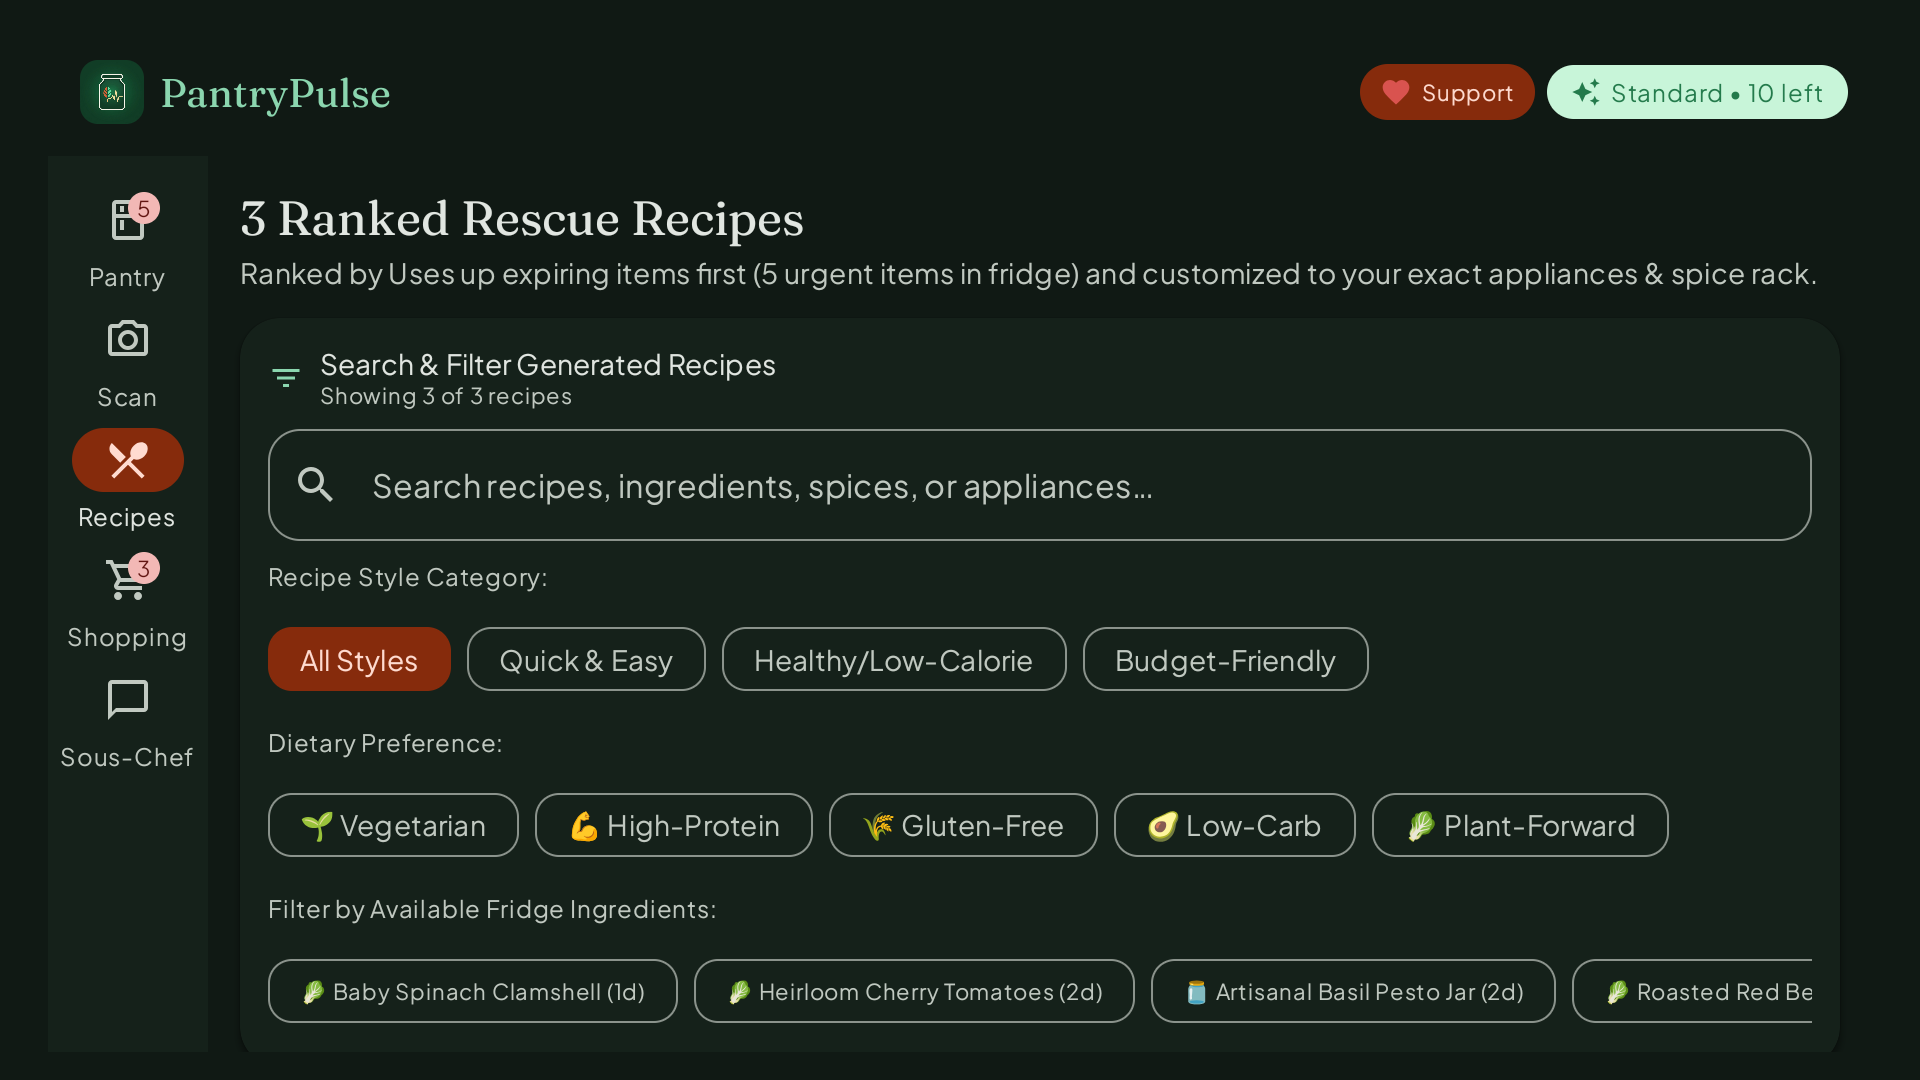 PantryPulse
Support
Standard • 10 left
5
Pantry
Scan
Recipes
3
Shopping
Sous-Chef
3 Ranked Rescue Recipes
Ranked by Uses up expiring items first (5 urgent items in fridge) and customized to your exact appliances & spice rack.
Search & Filter Generated Recipes
Showing 3 of 3 recipes
Search recipes, ingredients, spices, or appliances...
Recipe Style Category:
All Styles
Quick & Easy
Healthy/Low-Calorie
Budget-Friendly
Dietary Preference:
🌱 Vegetarian
💪 High-Protein
🌾 Gluten-Free
🥑 Low-Carb
🥬 Plant-Forward
Filter by Available Fridge Ingredients:
🥬 Baby Spinach Clamshell (1d)
🥬 Heirloom Cherry Tomatoes (2d)
🫙 Artisanal Basil Pesto Jar (2d)
🥬 Roasted Red Be